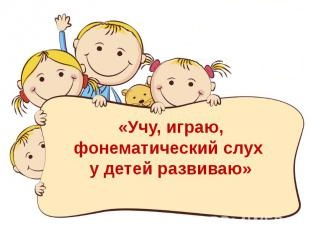 «Учу, играю,
фонематический слух
у детей развиваю»